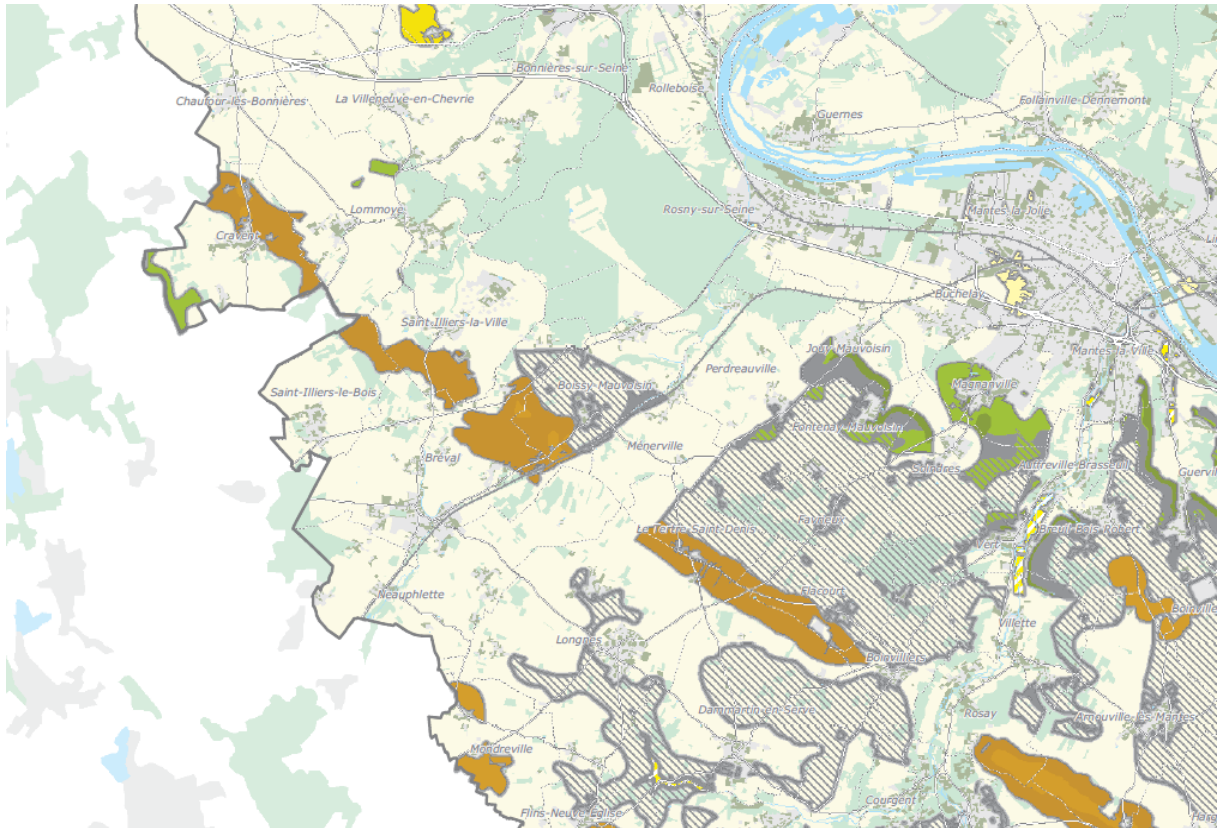 Bonnières-sur-Seine
Rolleboise
Chaufour-les-Bonnières
La Villeneuve-en-Chevrie
Guernes
Follainville-Dennemont
Lommoye
Rosny-sur-Seine
Mantes-la-Jolie
Cravent
Buchelay
Saint-Illiers-la-Ville
Jouy-Mauvoisin
Mantes-la-Ville
Perdreauville
Boissy-Mauvoisin
Magnanville
Saint-Illiers-le-Bois
Fontenay-Mauvoisin
Ménerville
Bréval
Soindres
Auffreville-Brasseuil
Le Tertre-Saint-Denis
Favrieux
Breuil-Bois-Robert
Vert
Neauphlette
Flacourt
Villette
Longnes
Boinvilliers
Dammartin-en-Serve
Rosay
Arnouville-lès-Mantes
Mondreville
Courgent
Flins-Neuve-Eglise